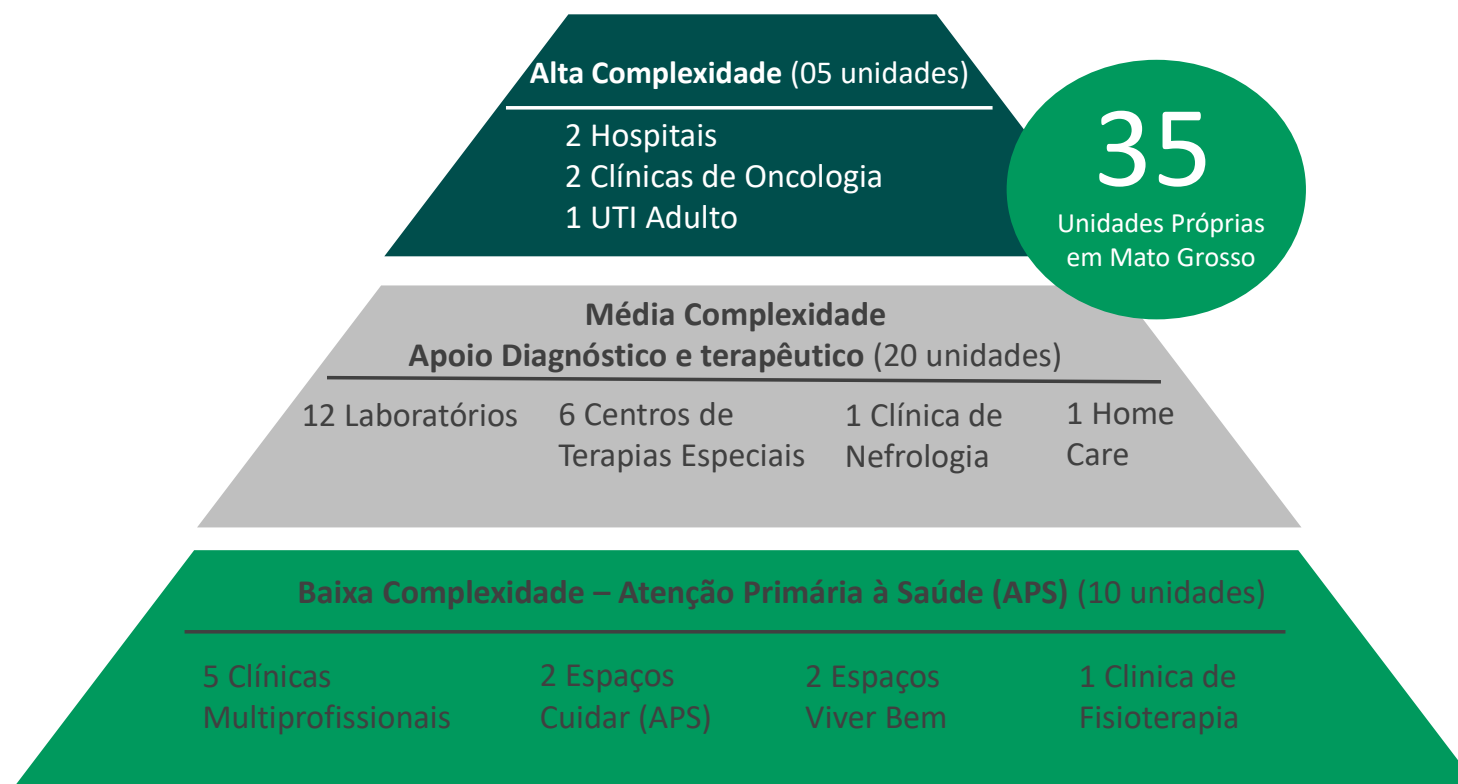 Alta Complexidade (05 unidades)
2 Hospitais
2 Clínicas de Oncologia
1 UTI Adulto
35
Unidades Próprias
em Mato Grosso
Média Complexidade
Apoio Diagnóstico e terapêutico (20 unidades)
12 Laboratórios
6 Centros de
Terapias Especiais
1 Clínica de
Nefrologia
1 Home
Care
Baixa Complexidade – Atenção Primária à Saúde (APS) (10 unidades)
5 Clínicas
Multiprofissionais
2 Espaços
Cuidar (APS)
2 Espaços
Viver Bem
1 Clinica de
Fisioterapia